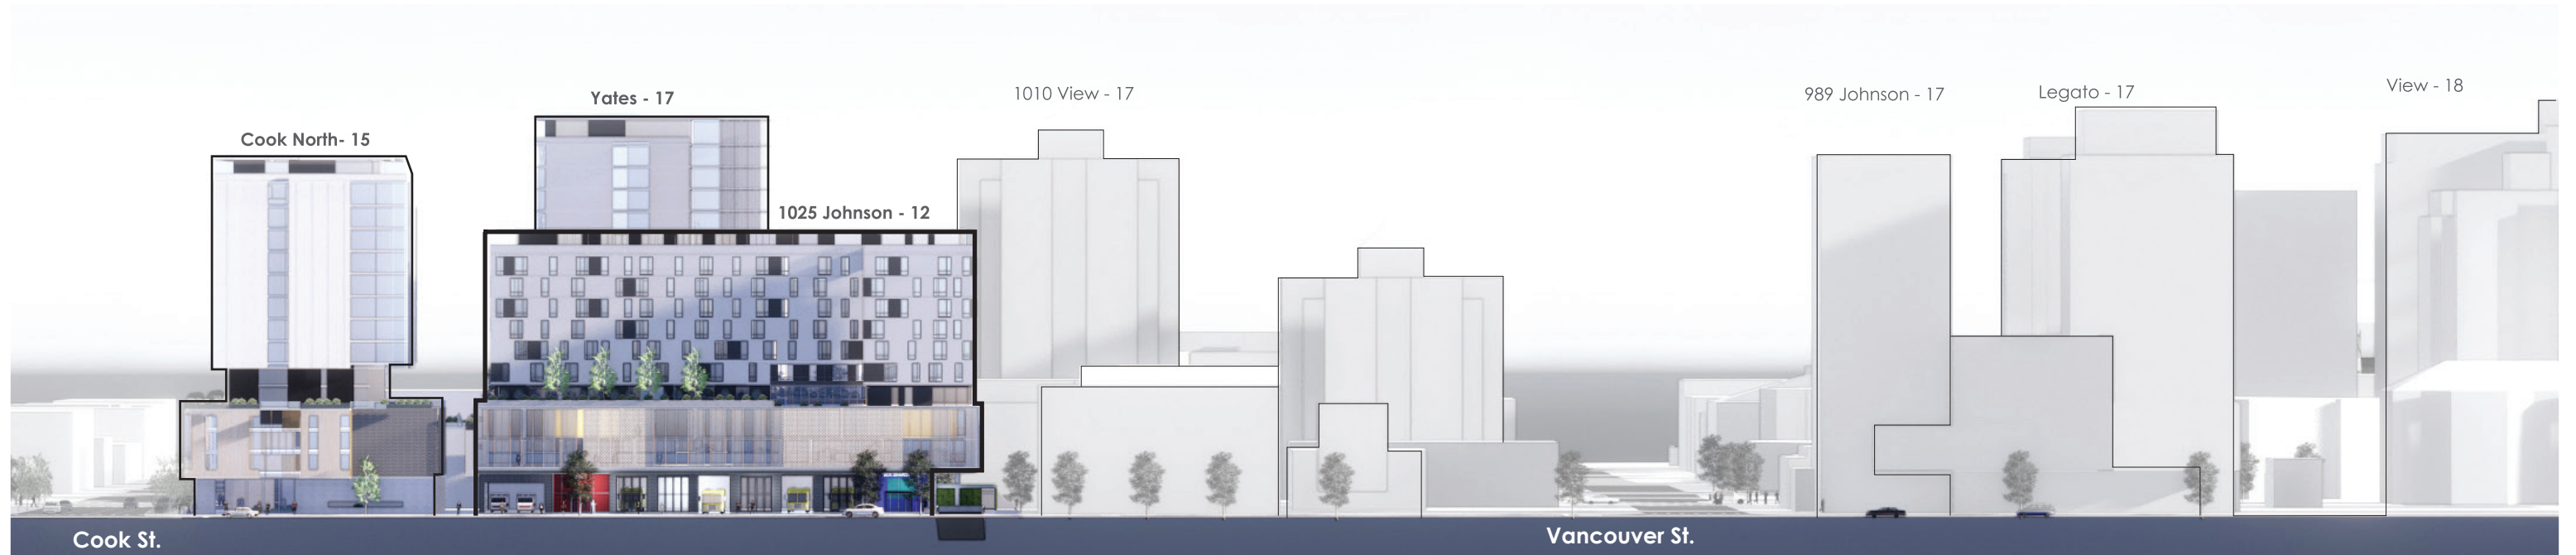 Cook North- 15
Yates - 17
1025 Johnson - 12
1010 View - 17
989 Johnson - 17
Legato - 17
View - 18
Cook St.
Vancouver St.